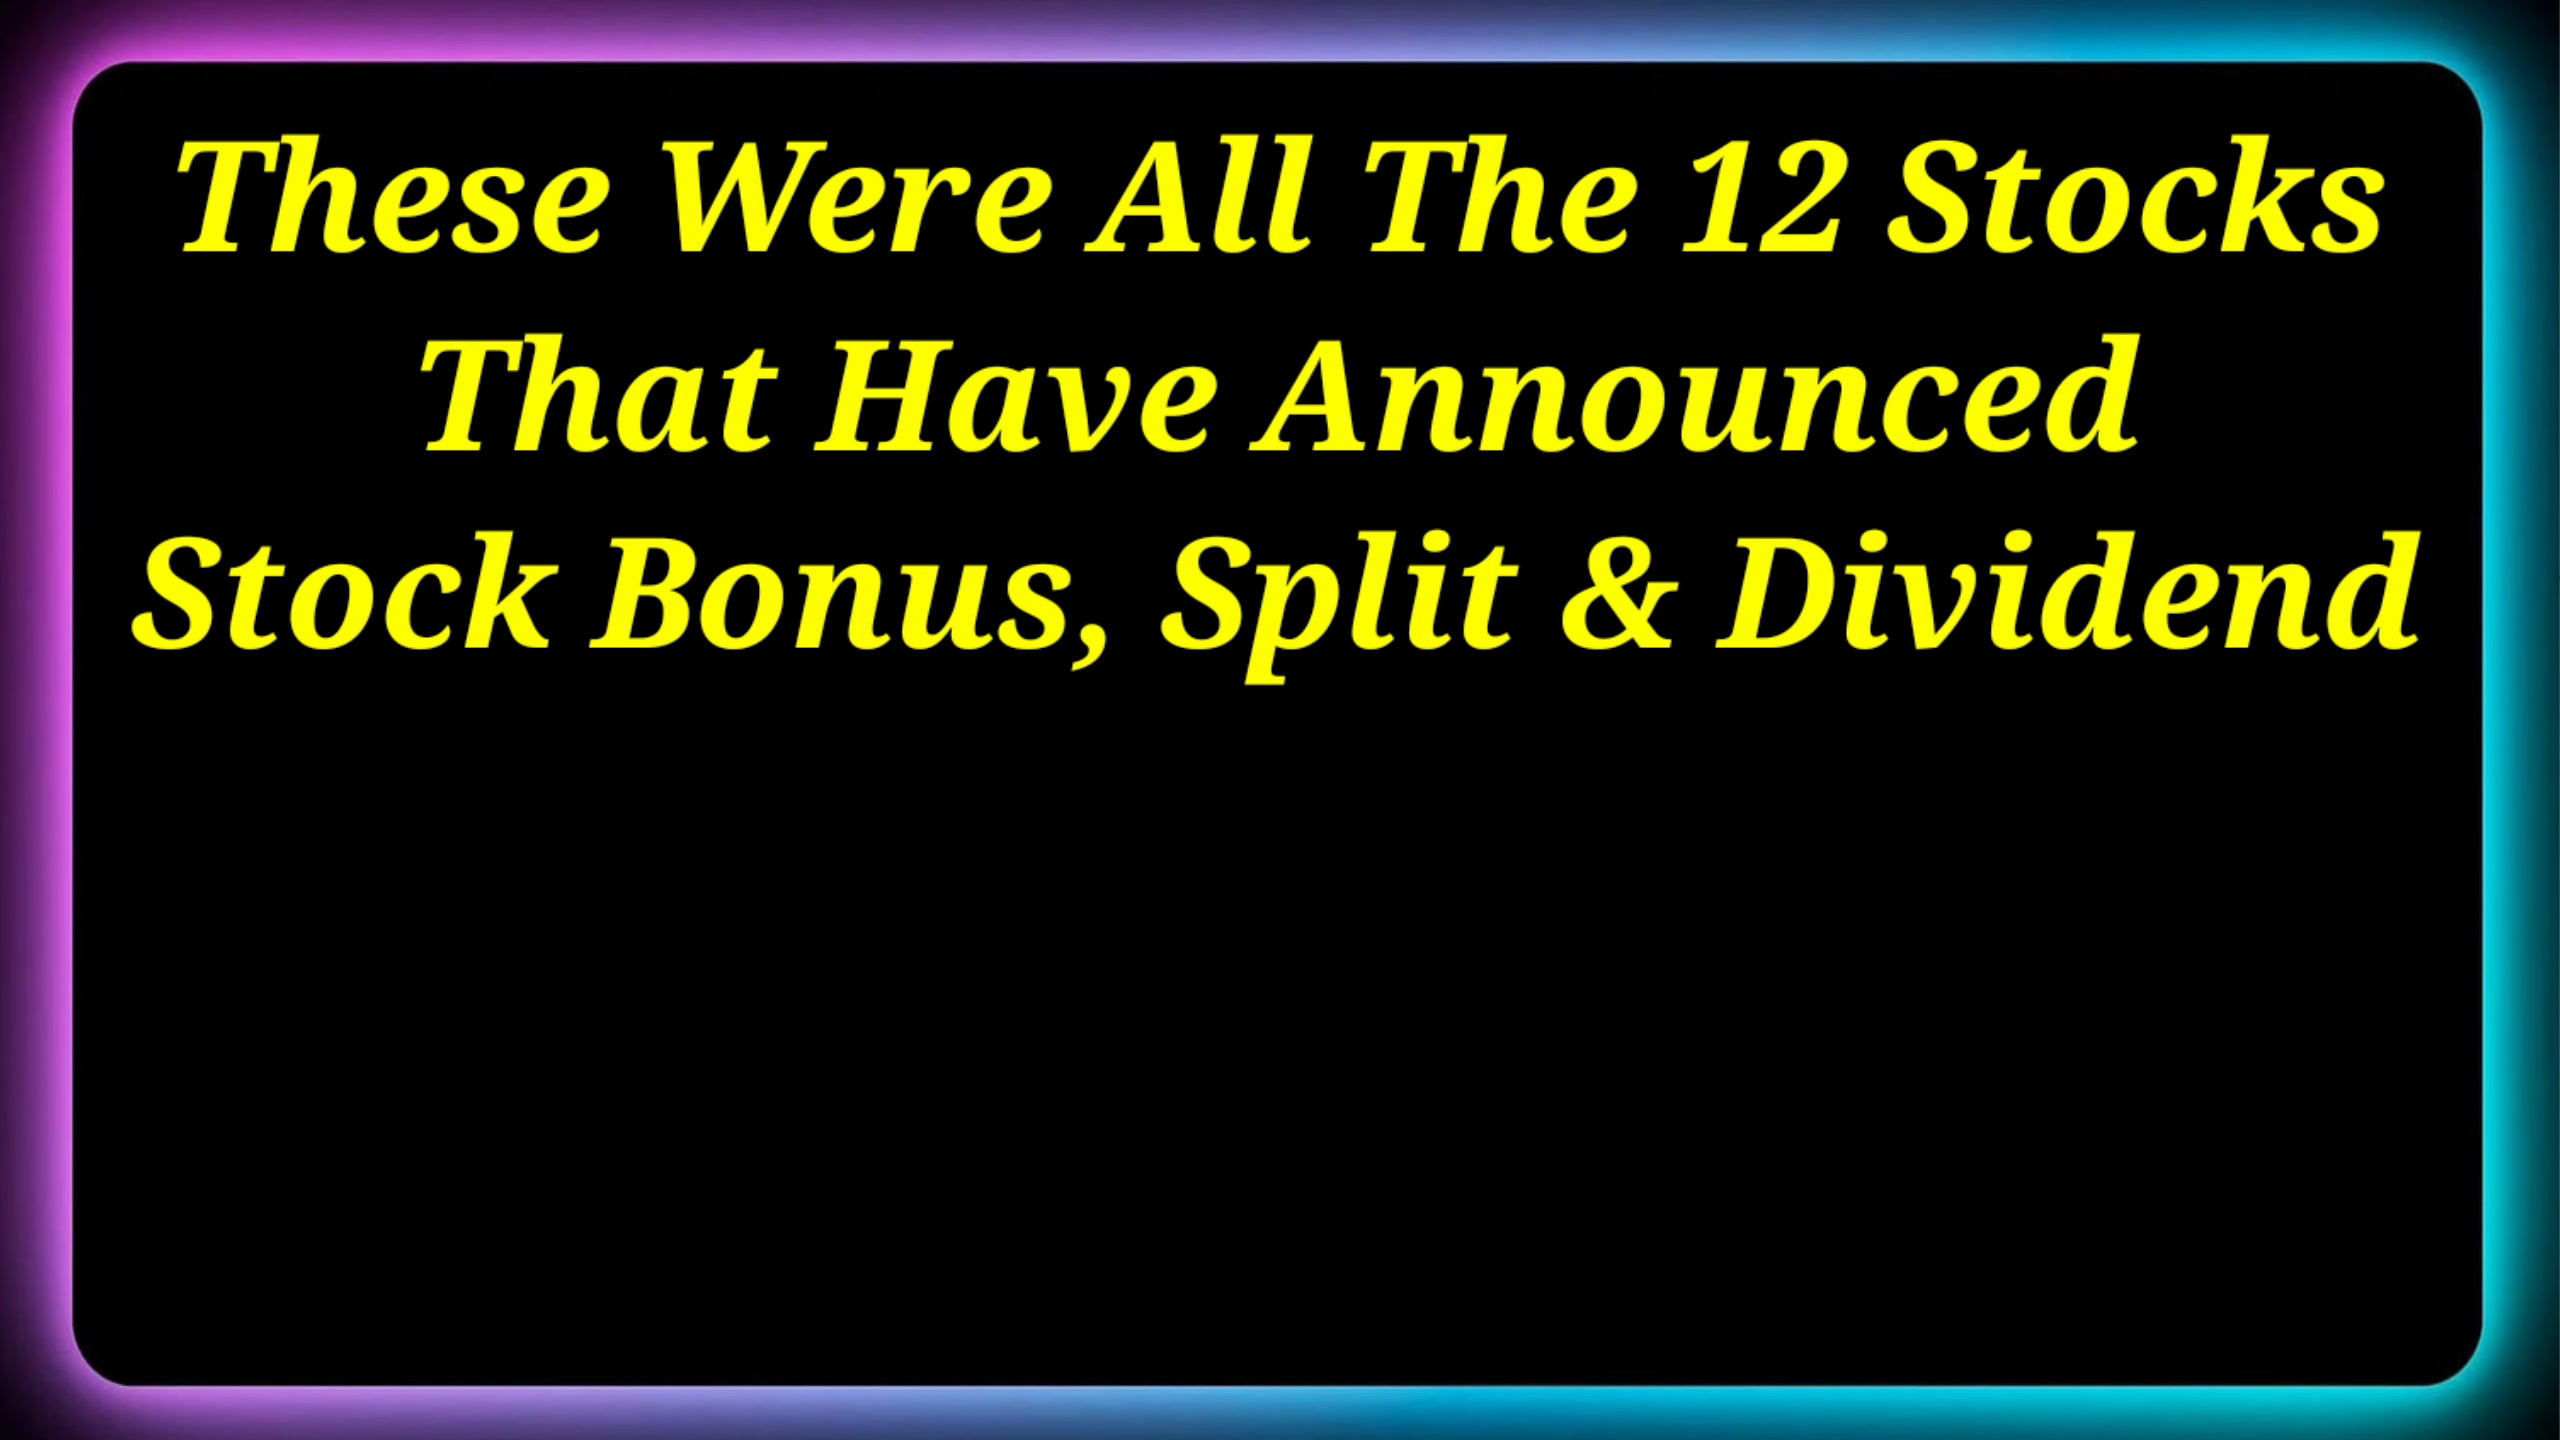 These Were All The 12 Stocks
That Have Announced
Stock Bonus, Split & Dividend